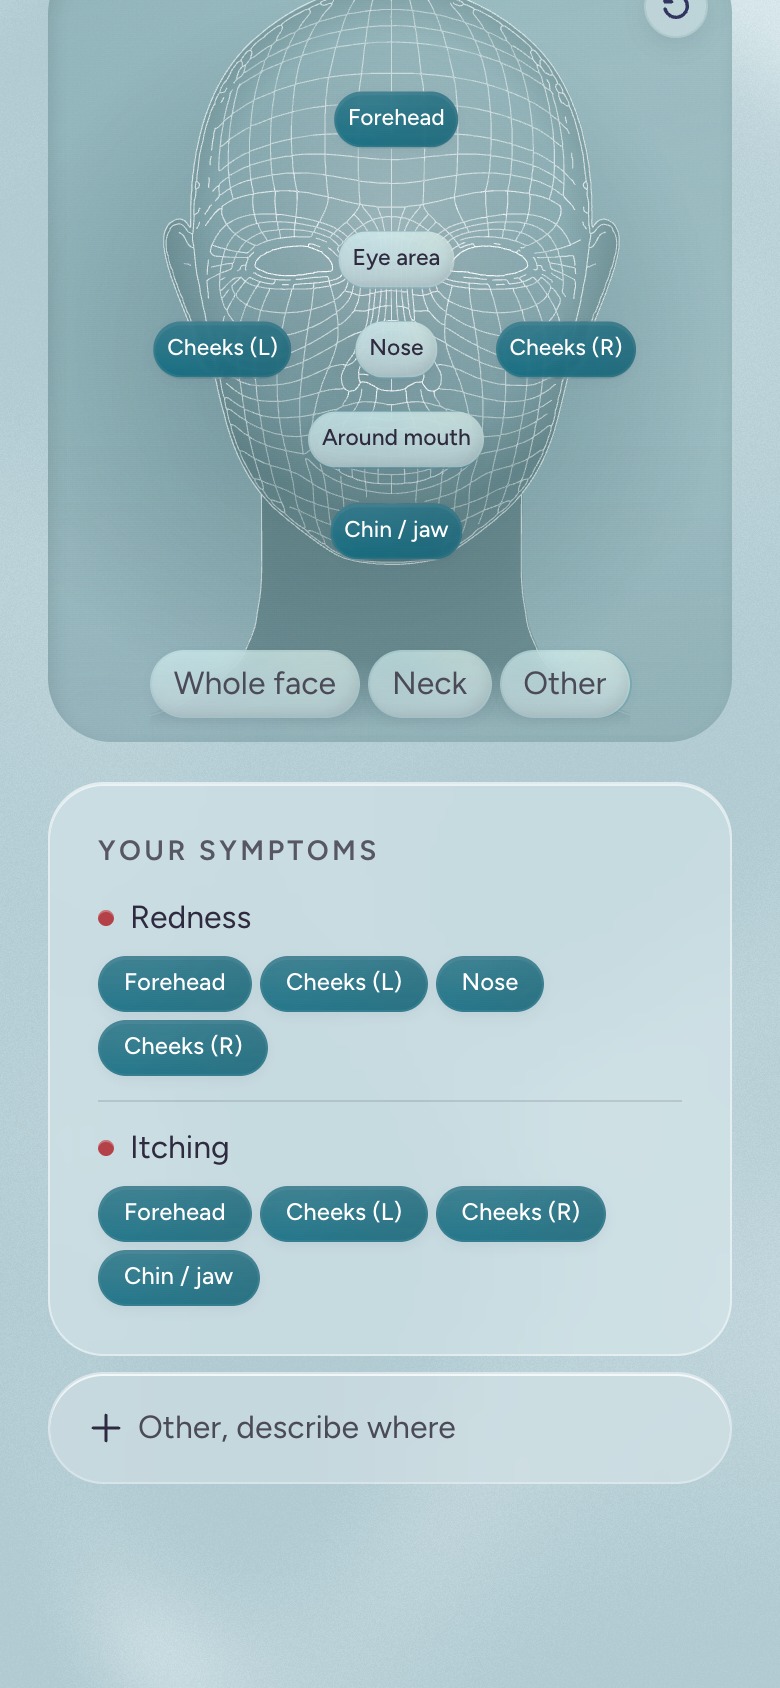 Forehead
Eye area
Cheeks (L) Nose Cheeks (R)
Around mouth
Chin / jaw
Whole face Neck Other
YOUR SYMPTOMS
Redness
Forehead Cheeks (L) Nose
Cheeks (R)
Itching
Forehead Cheeks (L) Cheeks (R)
Chin / jaw
Other, describe where